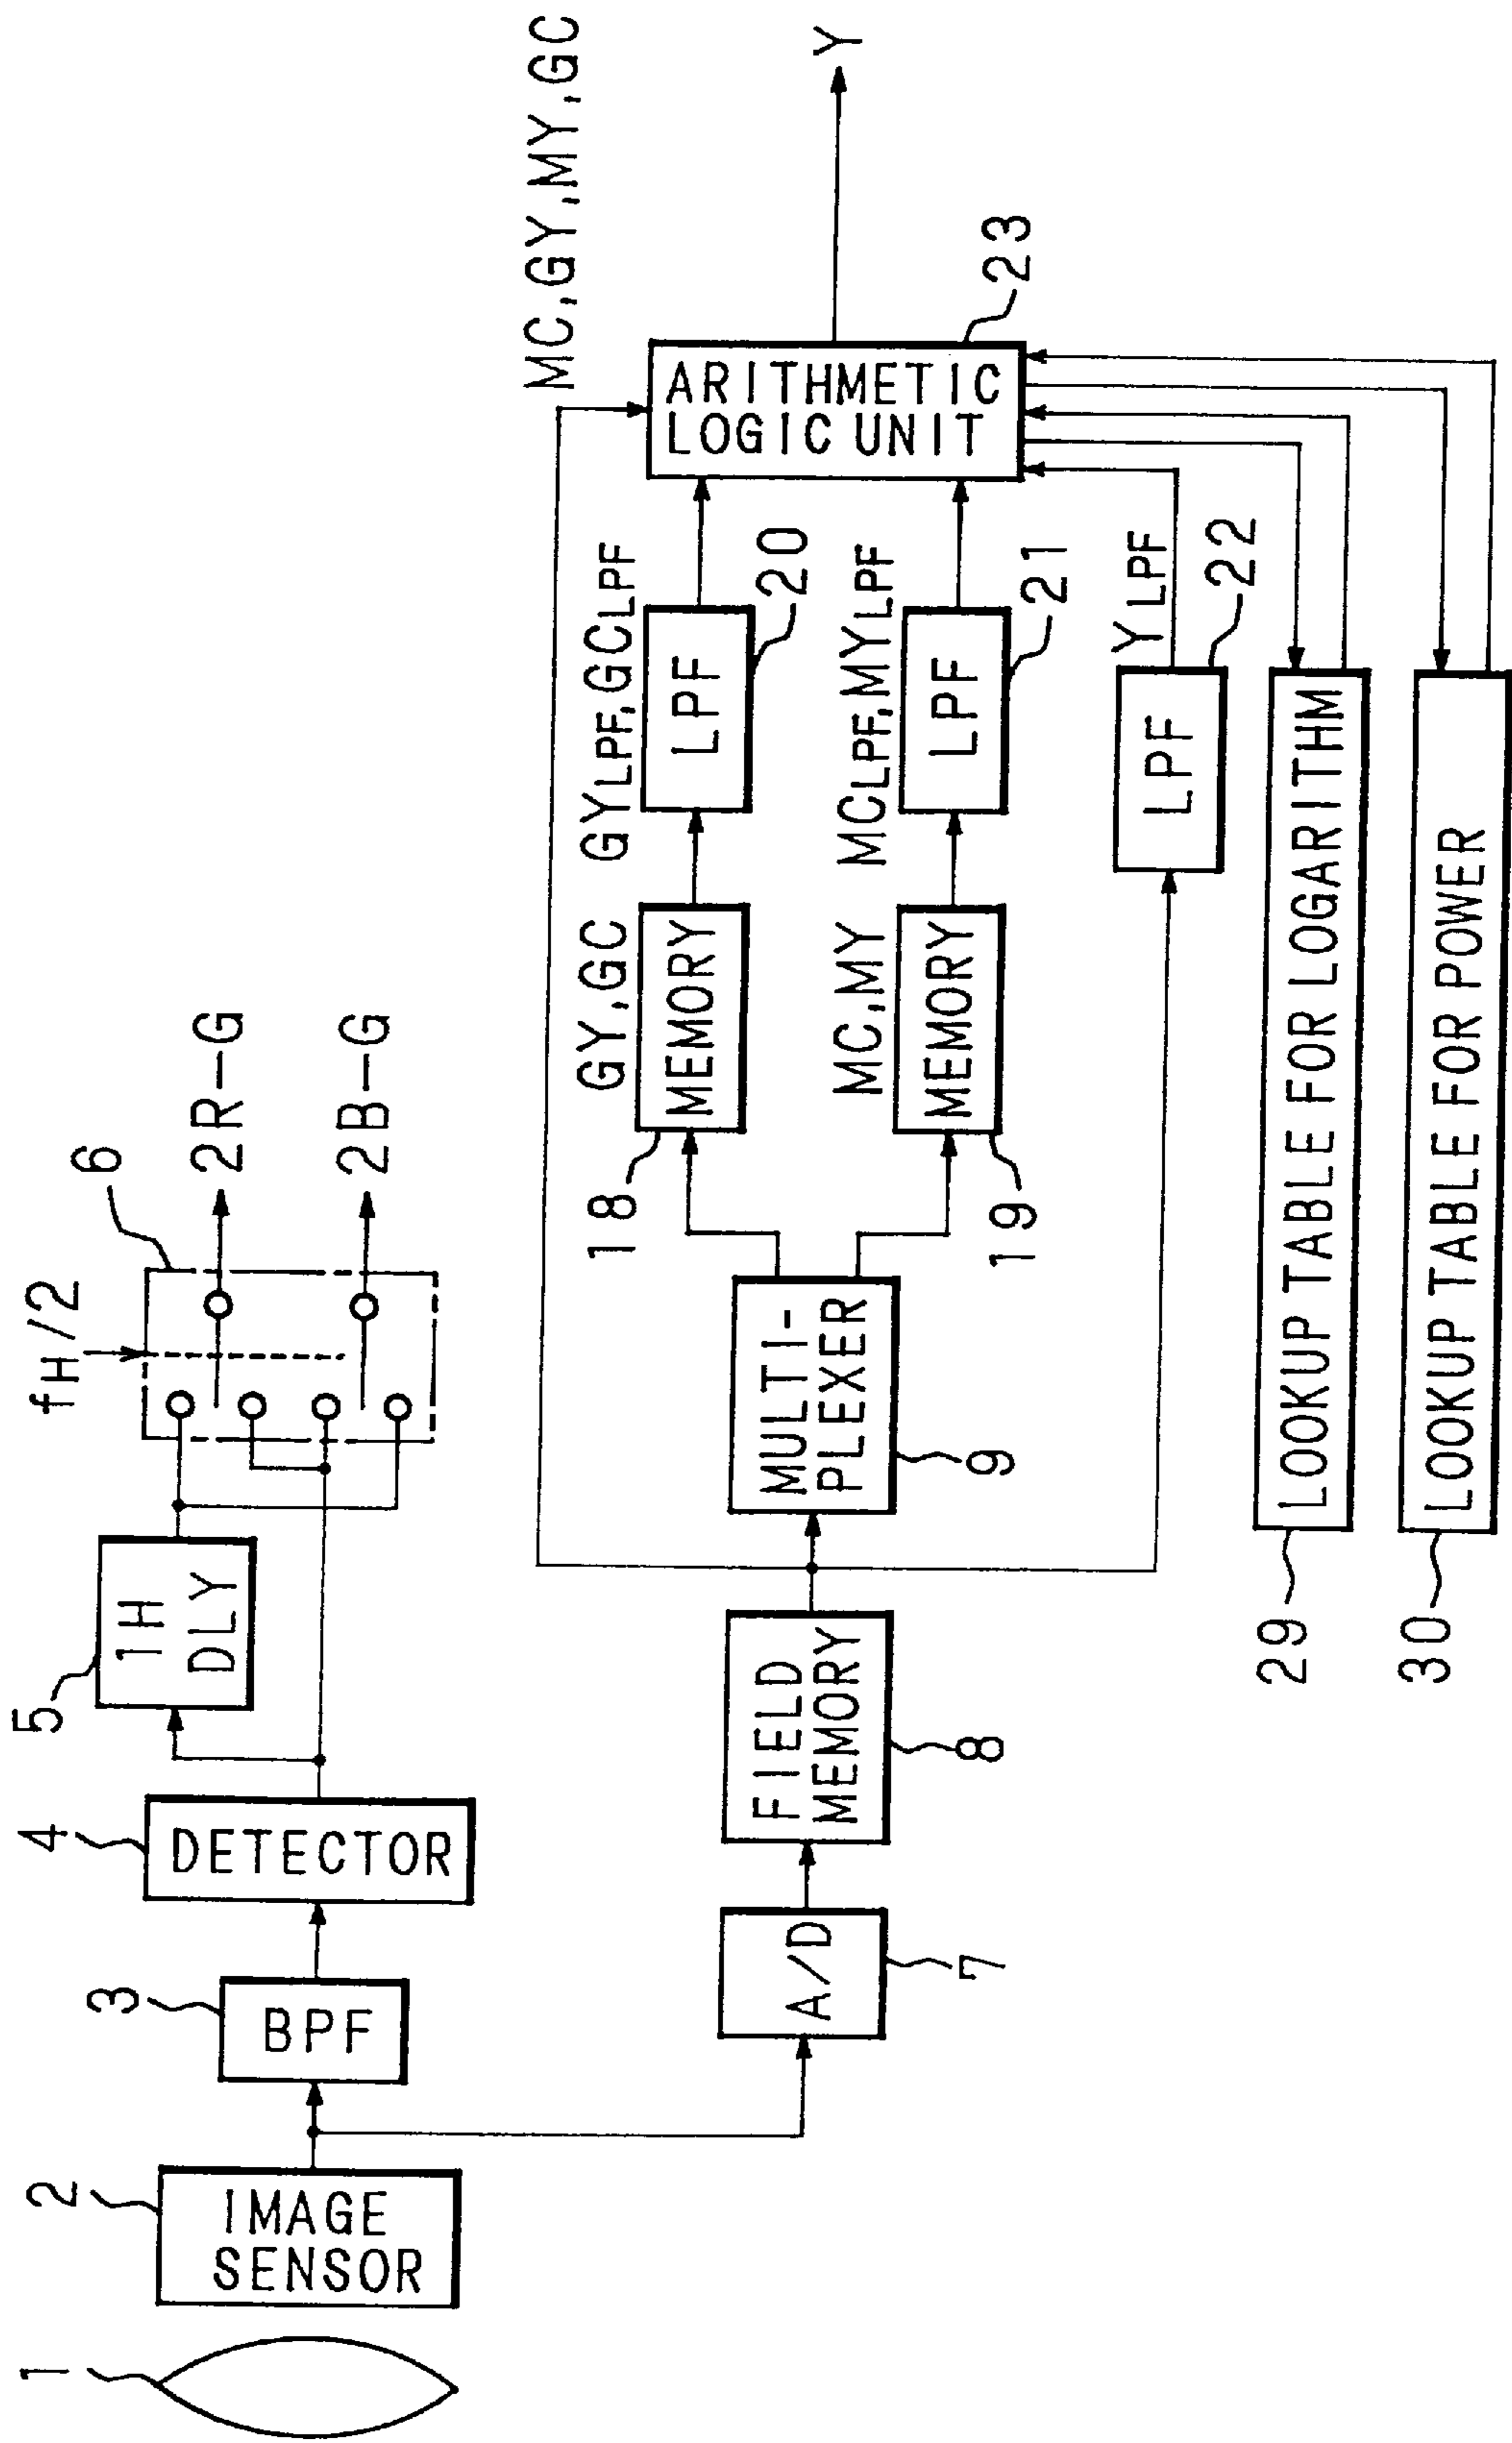 1
2
IMAGE
SENSOR
3
BPF
4
DETECTOR
5
1H
DLY
fH/2
6
2R-G
2B-G
A/D
7
FIELD
MEMORY
8
MULTI-
PLEXER
9
MC,GY,MY,GC
GY,GC
MEMORY
18
GYLPF,GCLPF
LPF
20
MC,MY
MEMORY
19
MCLPF,MYLPF
LPF
21
YLPF
LPF
22
ARITHMETIC
LOGIC UNIT
23
Y
29
LOOKUP TABLE FOR LOGARITHM
30
LOOKUP TABLE FOR POWER